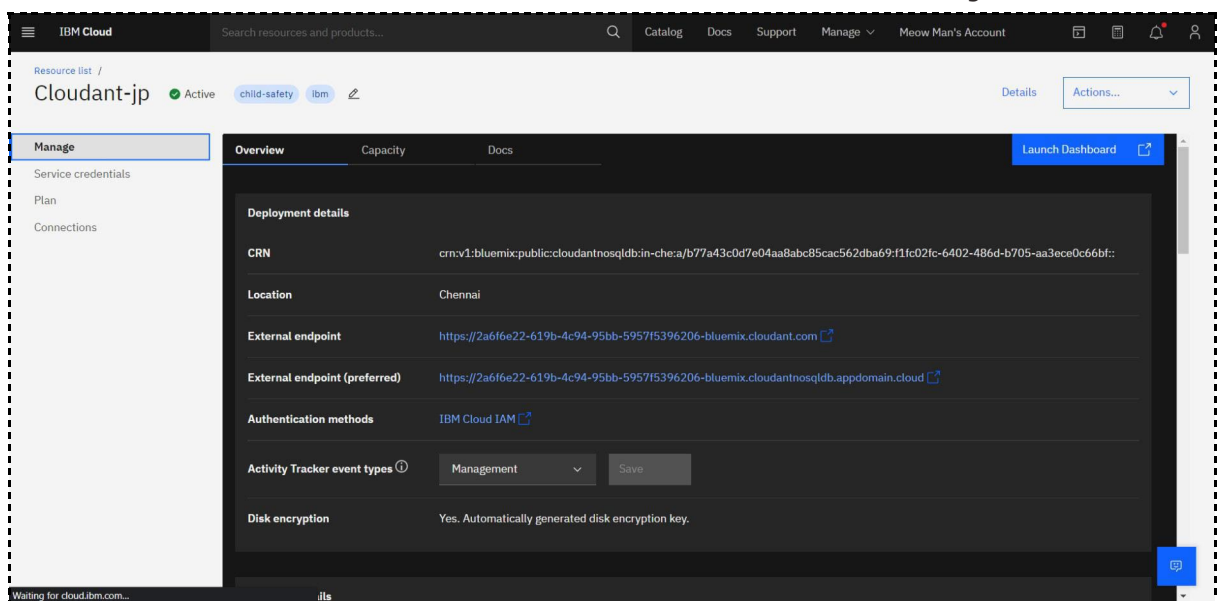 IBM Cloud
Search resources and products...
Catalog Docs Support Manage Meow Man's Account
Resource list /
Cloudant-jp Active child-safety ibm
Details Actions...
Manage
Service credentials
Plan
Connections
Overview Capacity Docs Launch Dashboard
Deployment details
CRN crn:v1:bluemix:public:cloudantnosqldb:in-che:a/b77a43c0d7e04aa8abc85cac562dba69:f1fc02fc-6402-486d-b705-aa3ece0c66bf::
Location Chennai
External endpoint https://2a6f6e22-619b-4c94-95bb-5957f5396206-bluemix.cloudant.com
External endpoint (preferred) https://2a6f6e22-619b-4c94-95bb-5957f5396206-bluemix.cloudantnosqldb.appdomain.cloud
Authentication methods IBM Cloud IAM
Activity Tracker event types Management Save
Disk encryption Yes. Automatically generated disk encryption key.
Waiting for cloud.ibm.com...